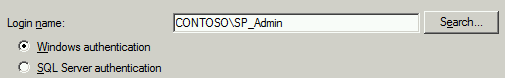 Login name: CONTOSO\SP_Admin Search...
Windows authentication
SQL Server authentication